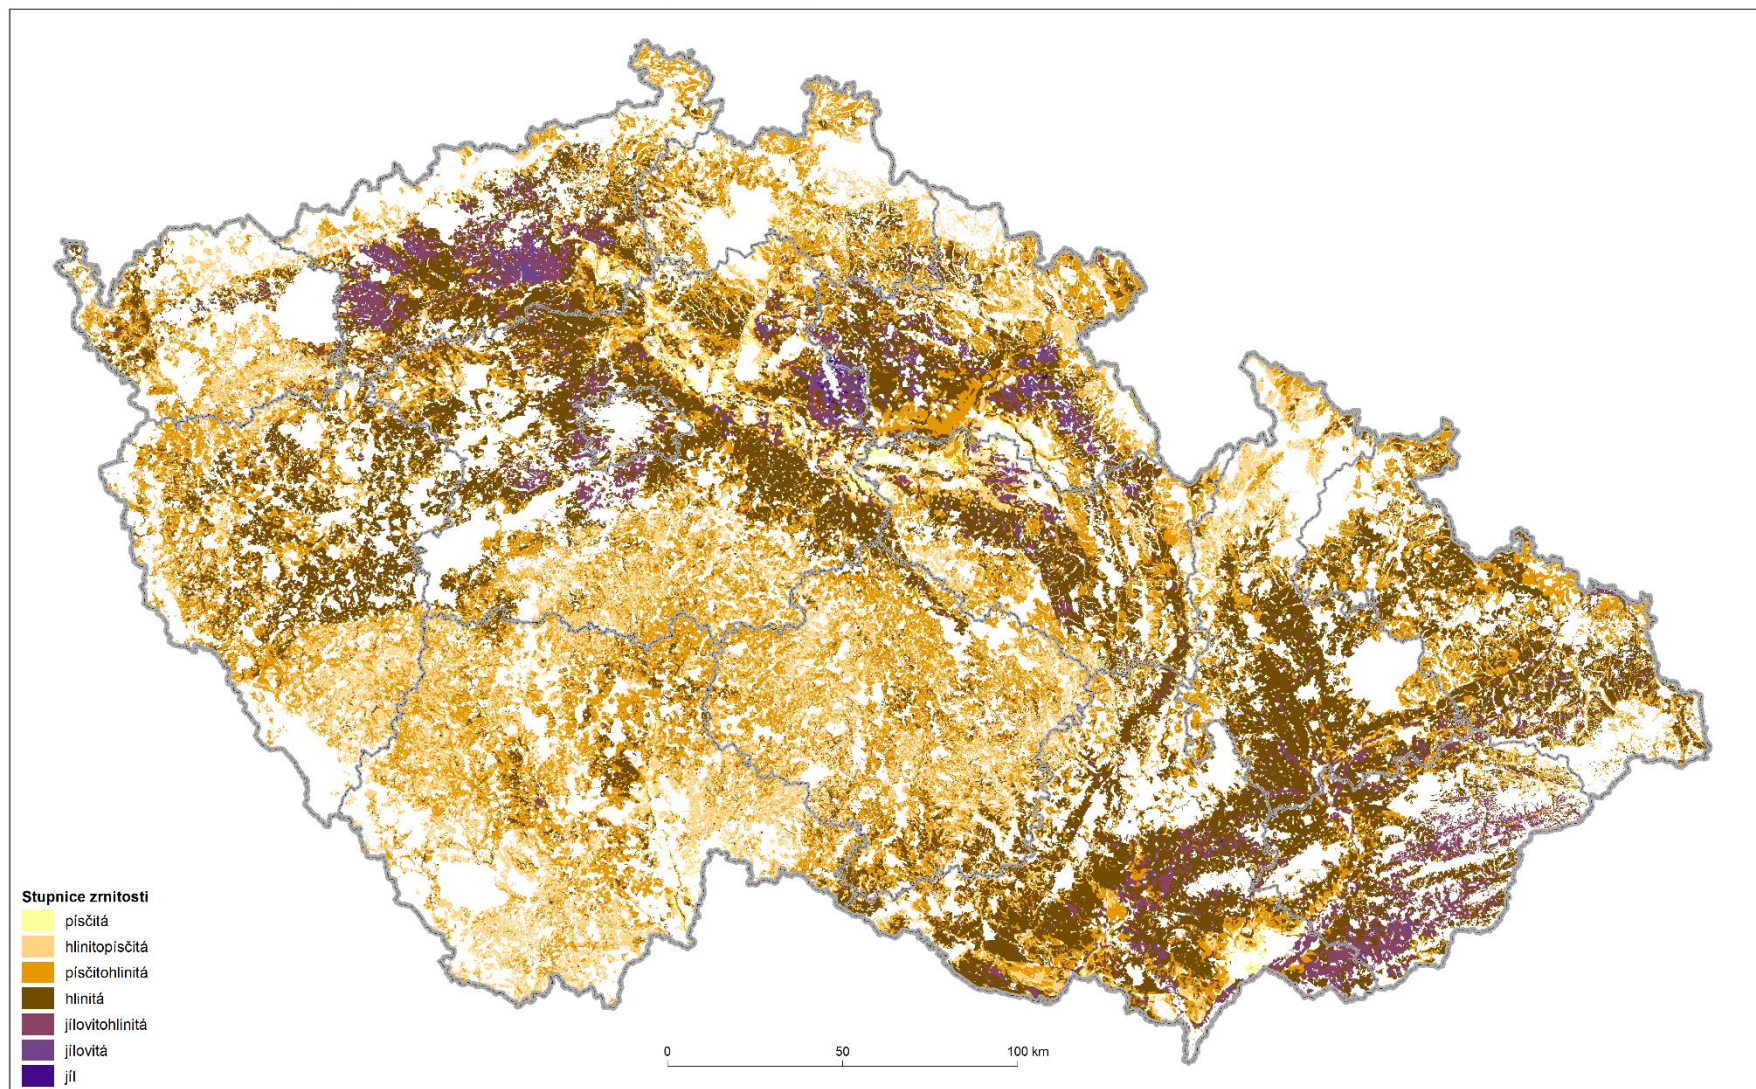 Stupnice zrnitosti
písčitá
hlinitopísčitá
písčitohlinitá
hlinitá
jílovitohlinitá
jílovitá
jíl
0 50 100 km